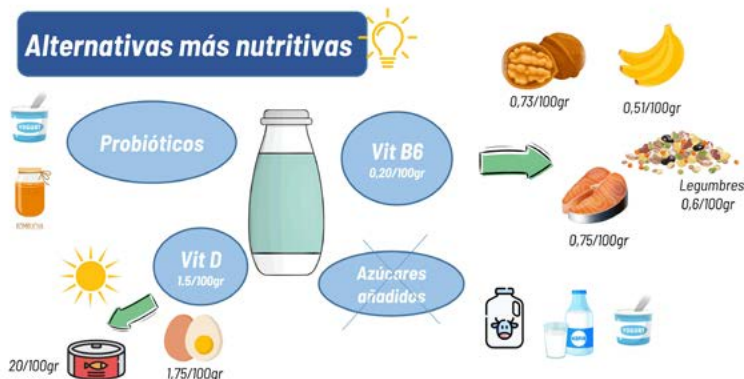 Alternativas más nutritivas
0,73/100gr
0,51/100gr
YOGURT
Probióticos
Vit B6
0,20/100gr
Legumbres
0,6/100gr
0,75/100gr
Vit D
1.5/100gr
Azúcares
añadidos
YOGURT
20/100gr
1,75/100gr